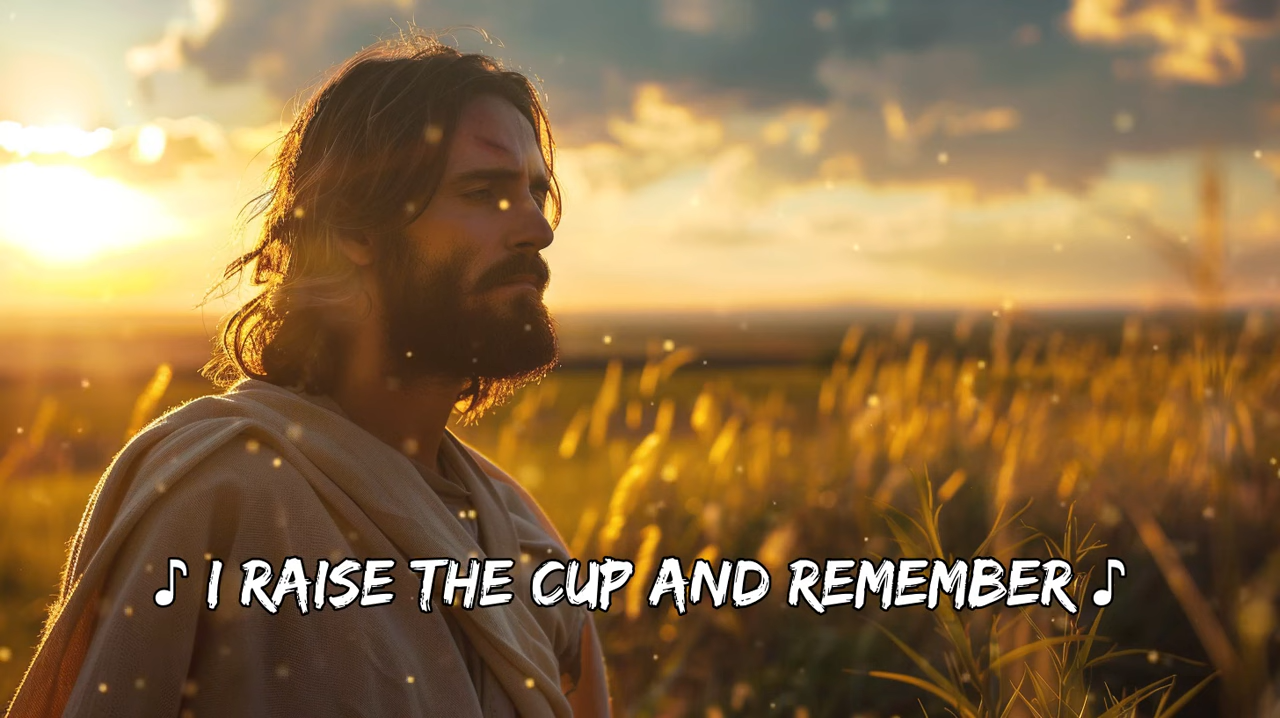 ♪ I RAISE THE CUP AND REMEMBER ♪